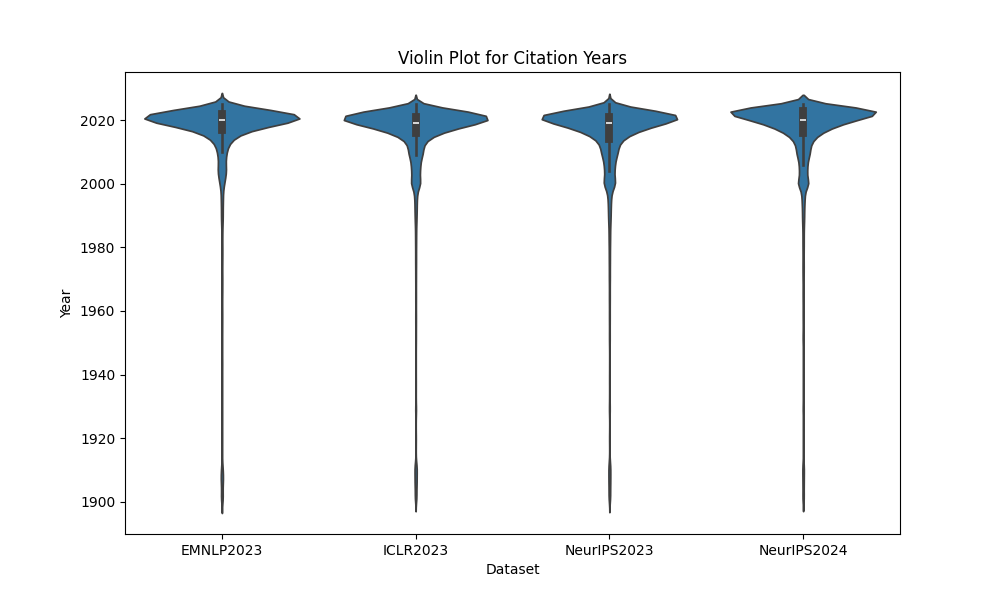 Violin Plot for Citation Years
2020
2000
1980
1960
1940
1920
1900
Year
EMNLP2023 ICLR2023 NeurIPS2023 NeurIPS2024
Dataset